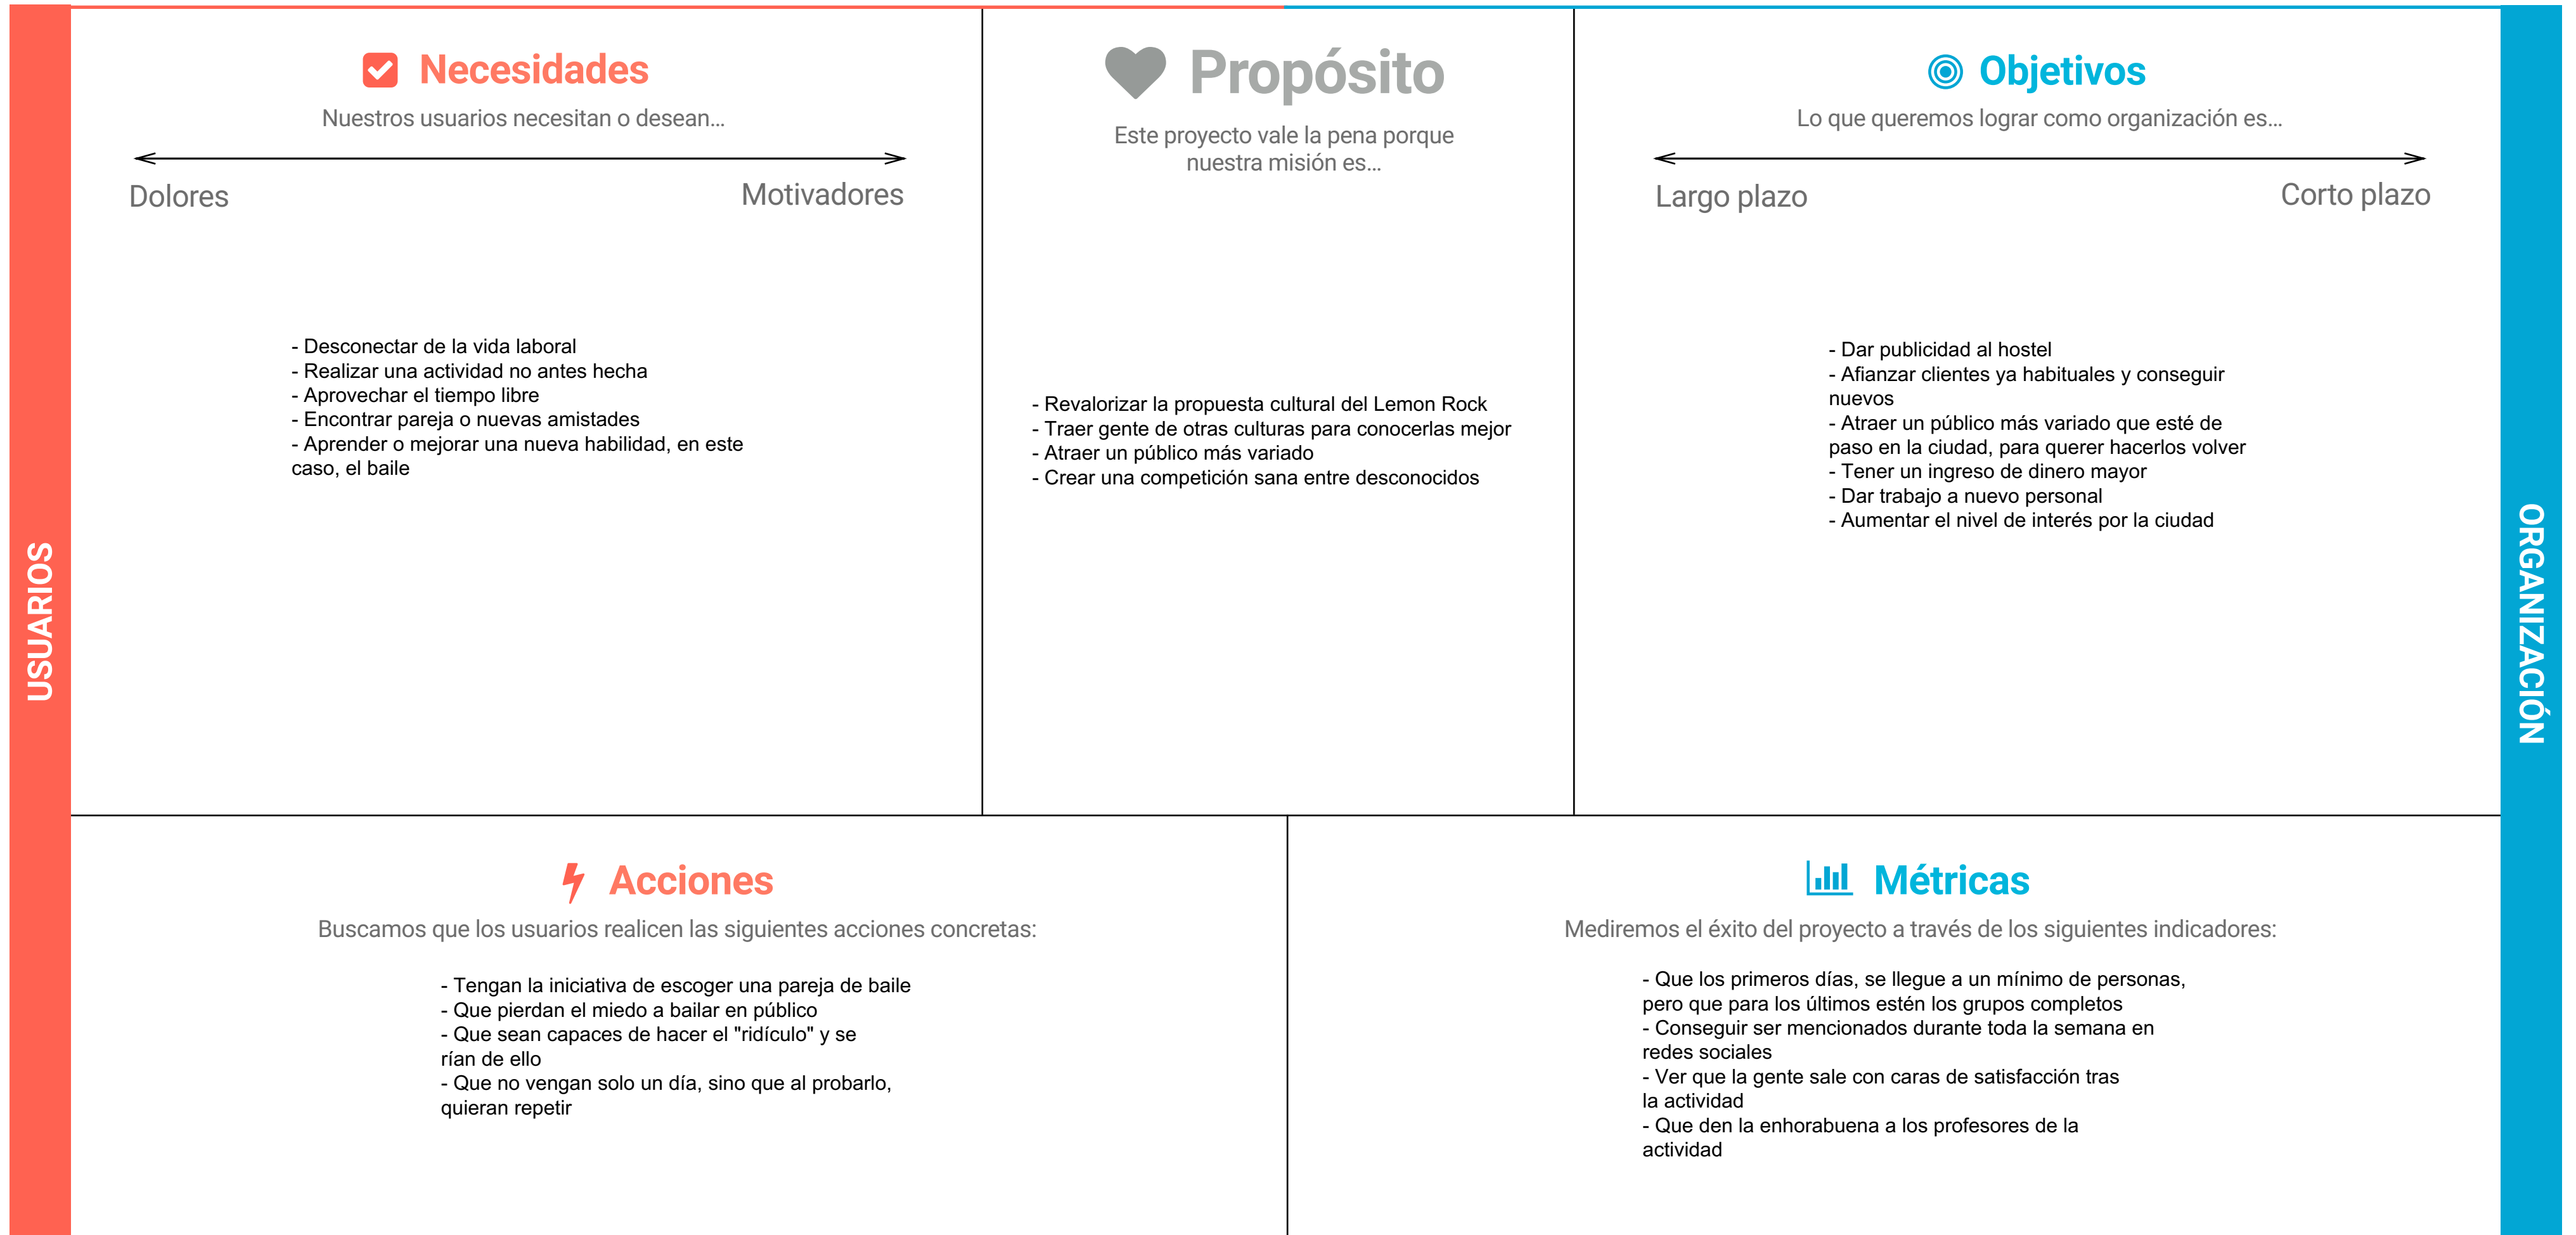 USUARIOS
Necesidades
Nuestros usuarios necesitan o desean...
Dolores
Motivadores
- Desconectar de la vida laboral
- Realizar una actividad no antes hecha
- Aprovechar el tiempo libre
- Encontrar pareja o nuevas amistades
- Aprender o mejorar una nueva habilidad, en este
caso, el baile
Propósito
Este proyecto vale la pena porque
nuestra misión es...
- Revalorizar la propuesta cultural del Lemon Rock
- Traer gente de otras culturas para conocerlas mejor
- Atraer un público más variado
- Crear una competición sana entre desconocidos
Objetivos
Lo que queremos lograr como organización es...
Largo plazo
Corto plazo
- Dar publicidad al hostel
- Afianzar clientes ya habituales y conseguir
nuevos
- Atraer un público más variado que esté de
paso en la ciudad, para querer hacerlos volver
- Tener un ingreso de dinero mayor
- Dar trabajo a nuevo personal
- Aumentar el nivel de interés por la ciudad
ORGANIZACIÓN
Acciones
Buscamos que los usuarios realicen las siguientes acciones concretas:
- Tengan la iniciativa de escoger una pareja de baile
- Que pierdan el miedo a bailar en público
- Que sean capaces de hacer el "ridículo" y se
rían de ello
- Que no vengan solo un día, sino que al probarlo,
quieran repetir
Métricas
Mediremos el éxito del proyecto a través de los siguientes indicadores:
- Que los primeros días, se llegue a un mínimo de personas,
pero que para los últimos estén los grupos completos
- Conseguir ser mencionados durante toda la semana en
redes sociales
- Ver que la gente sale con caras de satisfacción tras
la actividad
- Que den la enhorabuena a los profesores de la
actividad